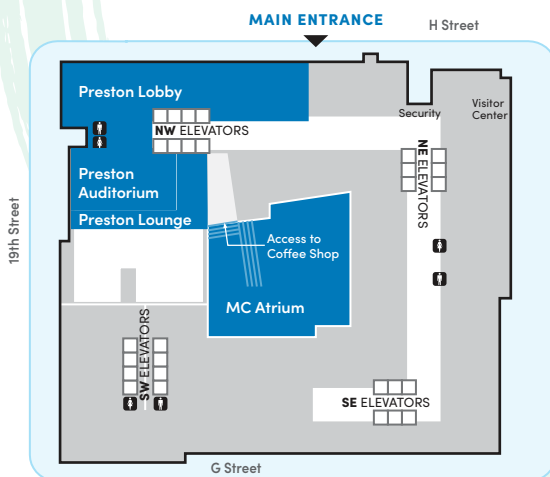 MAIN ENTRANCE
H Street
Preston Lobby
Security
Visitor
Center
NW ELEVATORS
NE ELEVATORS
Preston
Auditorium
Preston Lounge
19th Street
Access to
Coffee Shop
MC Atrium
SW ELEVATORS
SE ELEVATORS
G Street